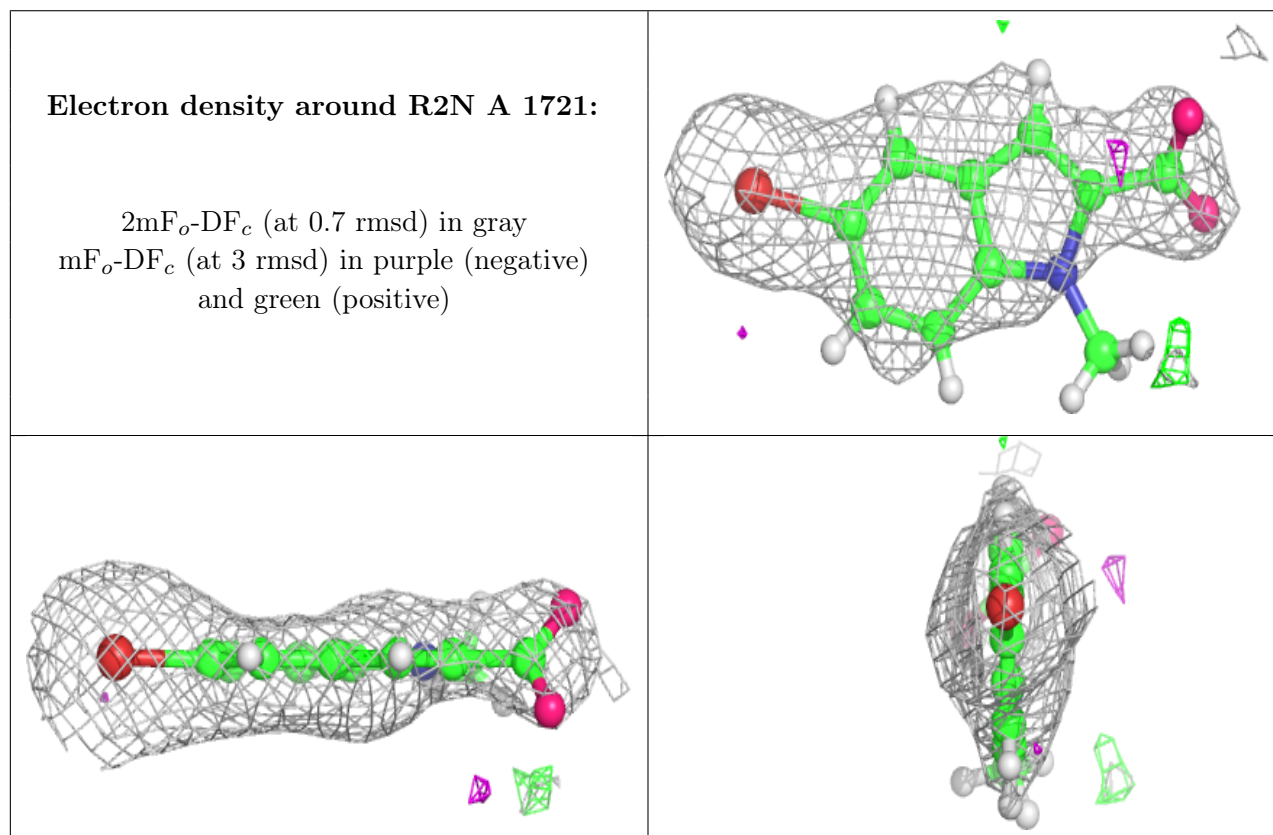 Electron density around R2N A 1721:
2mFo-DFc (at 0.7 rmsd) in gray
mFo-DFc (at 3 rmsd) in purple (negative)
and green (positive)